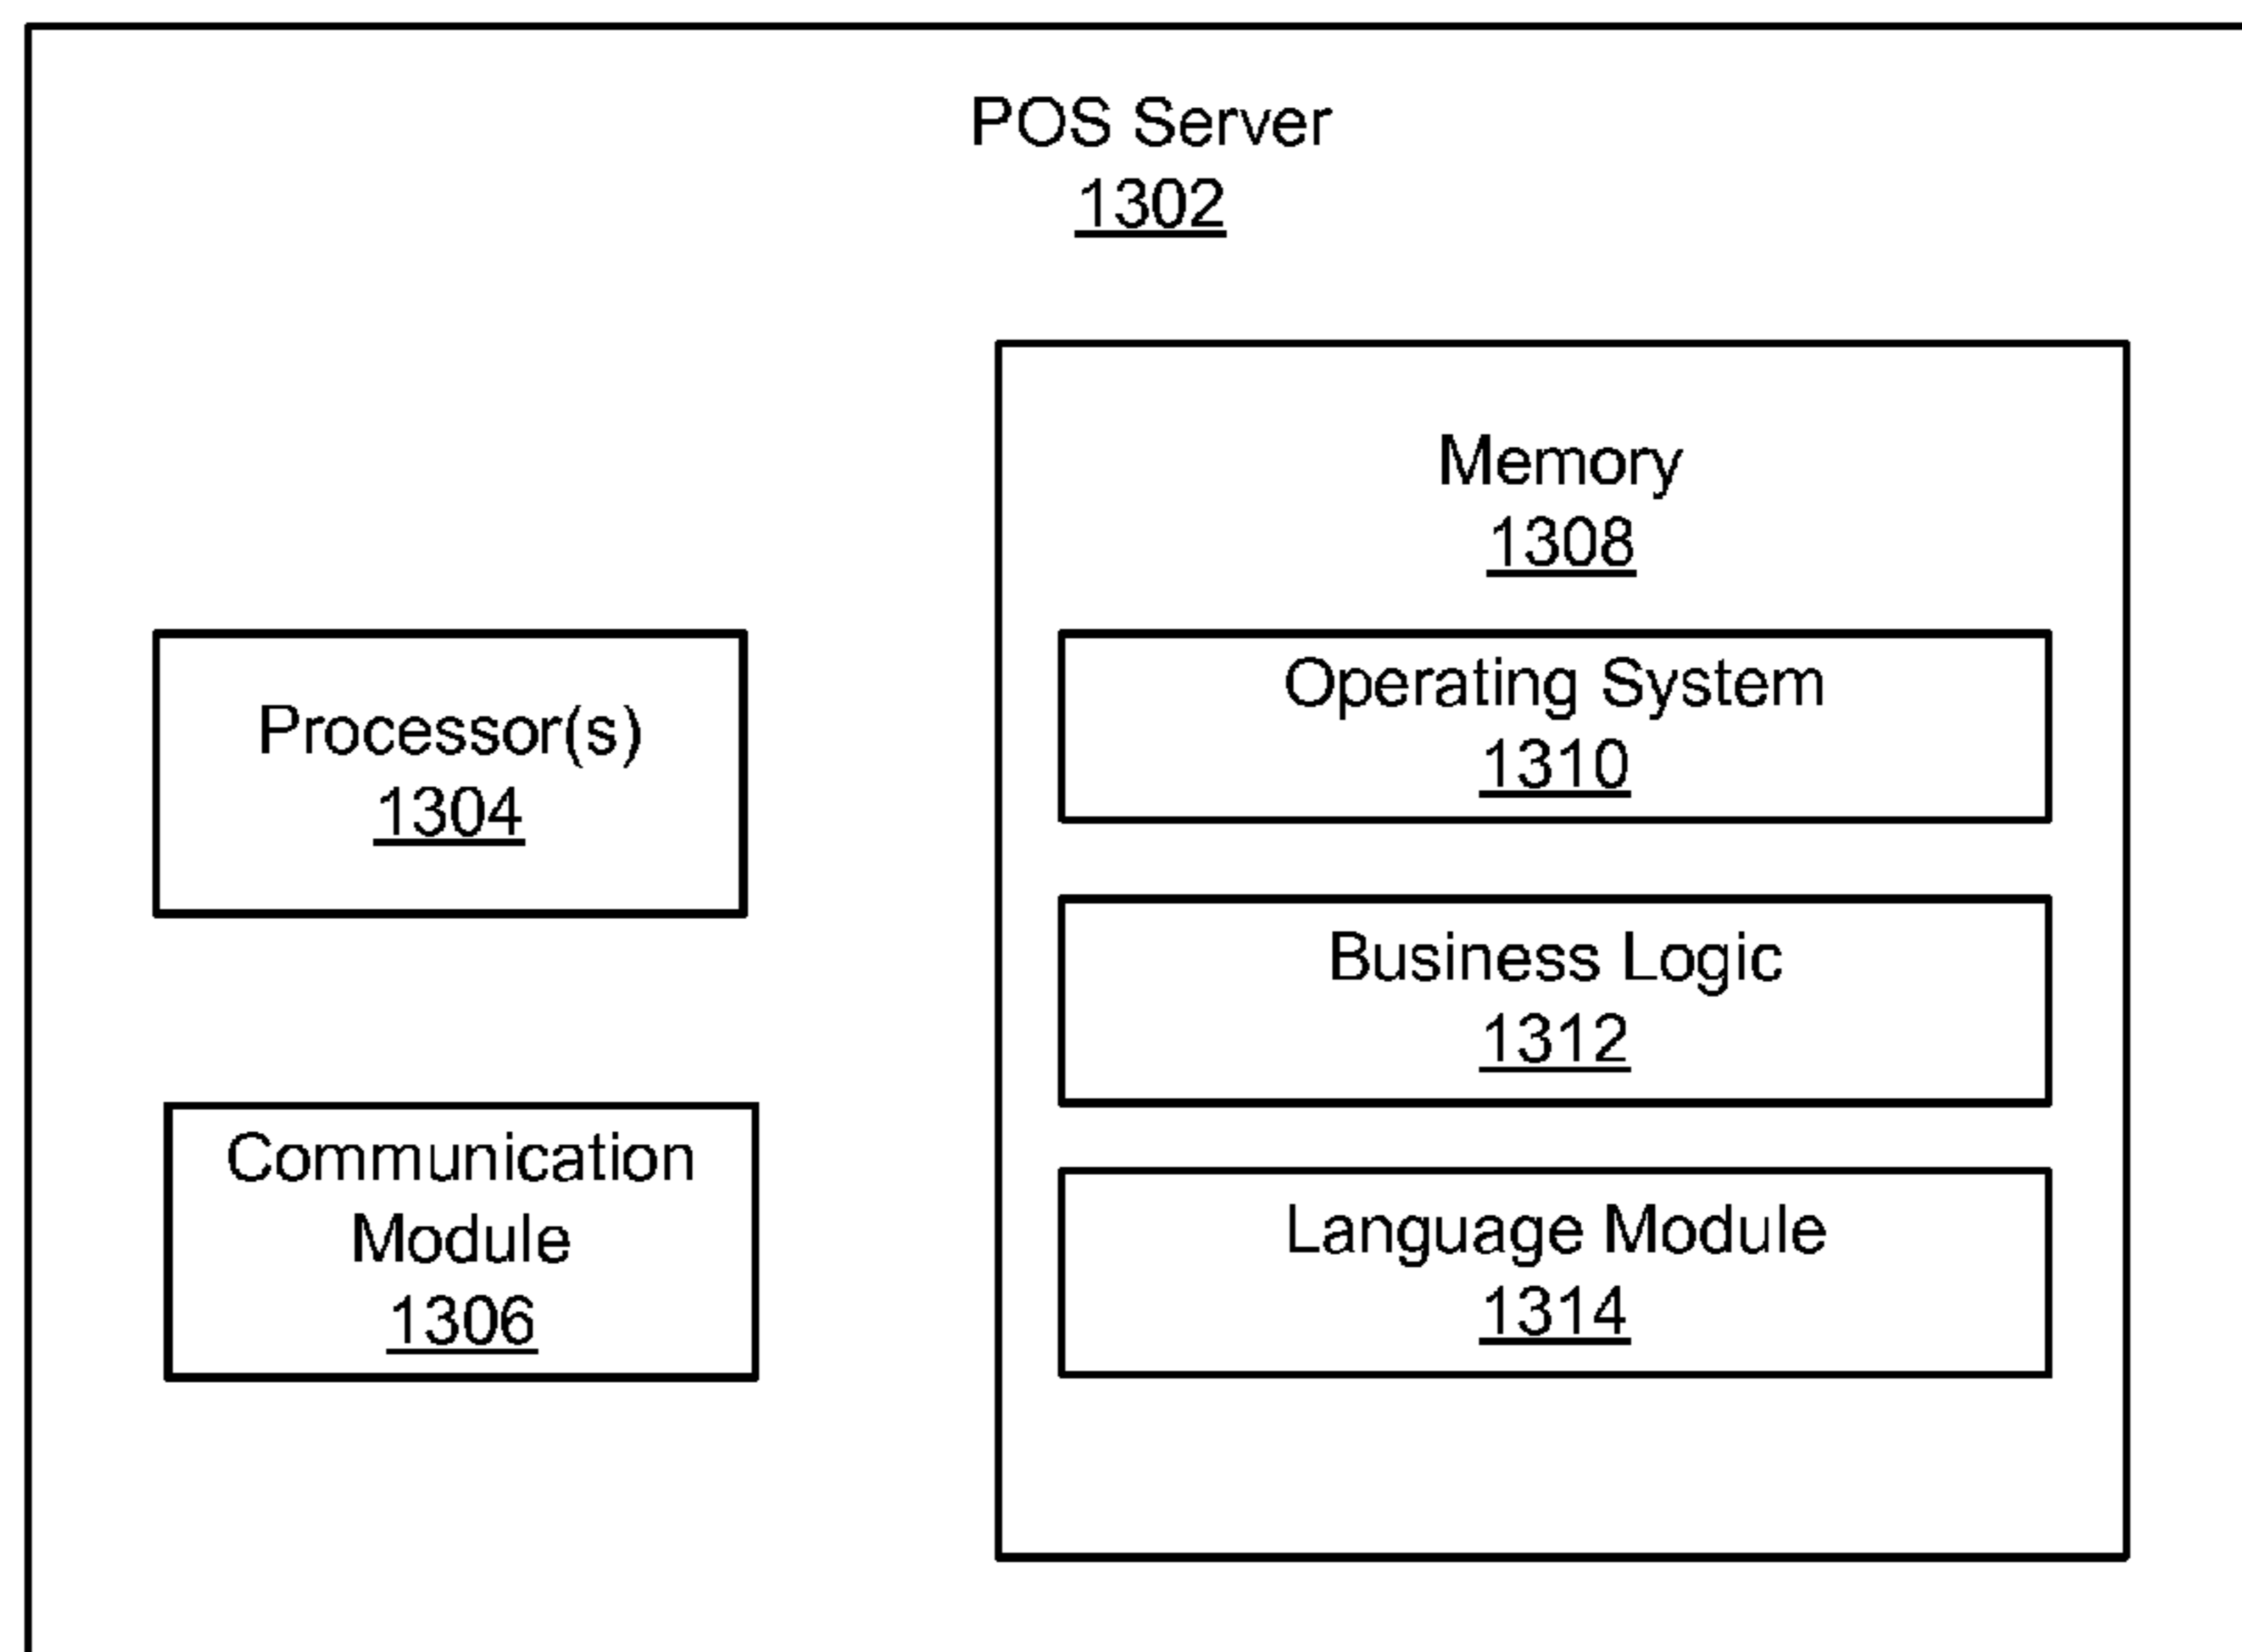 POS Server
1302
Memory
1308
Processor(s)
1304
Communication
Module
1306
Operating System
1310
Business Logic
1312
Language Module
1314